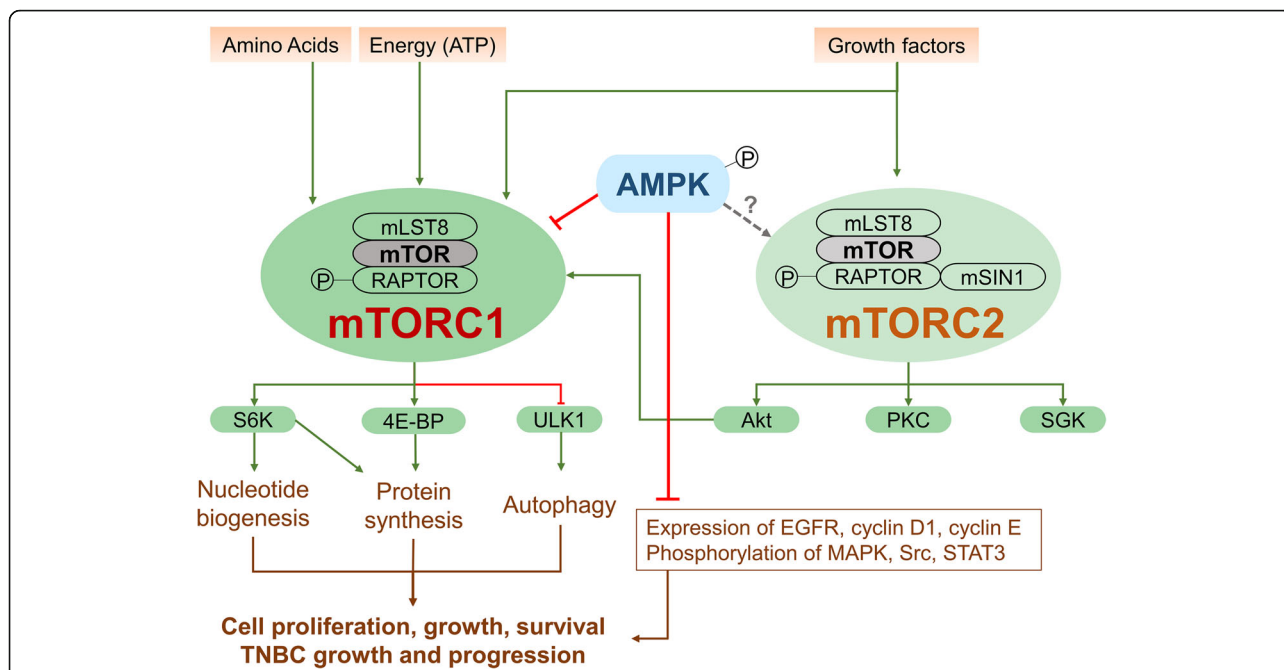 Amino Acids
Energy (ATP)
Growth factors
P
AMPK
?
mLST8
mTOR
P
RAPTOR
mTORC1
mLST8
mTOR
P
RAPTOR
mSIN1
mTORC2
S6K
4E-BP
ULK1
Akt
PKC
SGK
Nucleotide
biogenesis
Protein
synthesis
Autophagy
Expression of EGFR, cyclin D1, cyclin E
Phosphorylation of MAPK, Src, STAT3
Cell proliferation, growth, survival
TNBC growth and progression